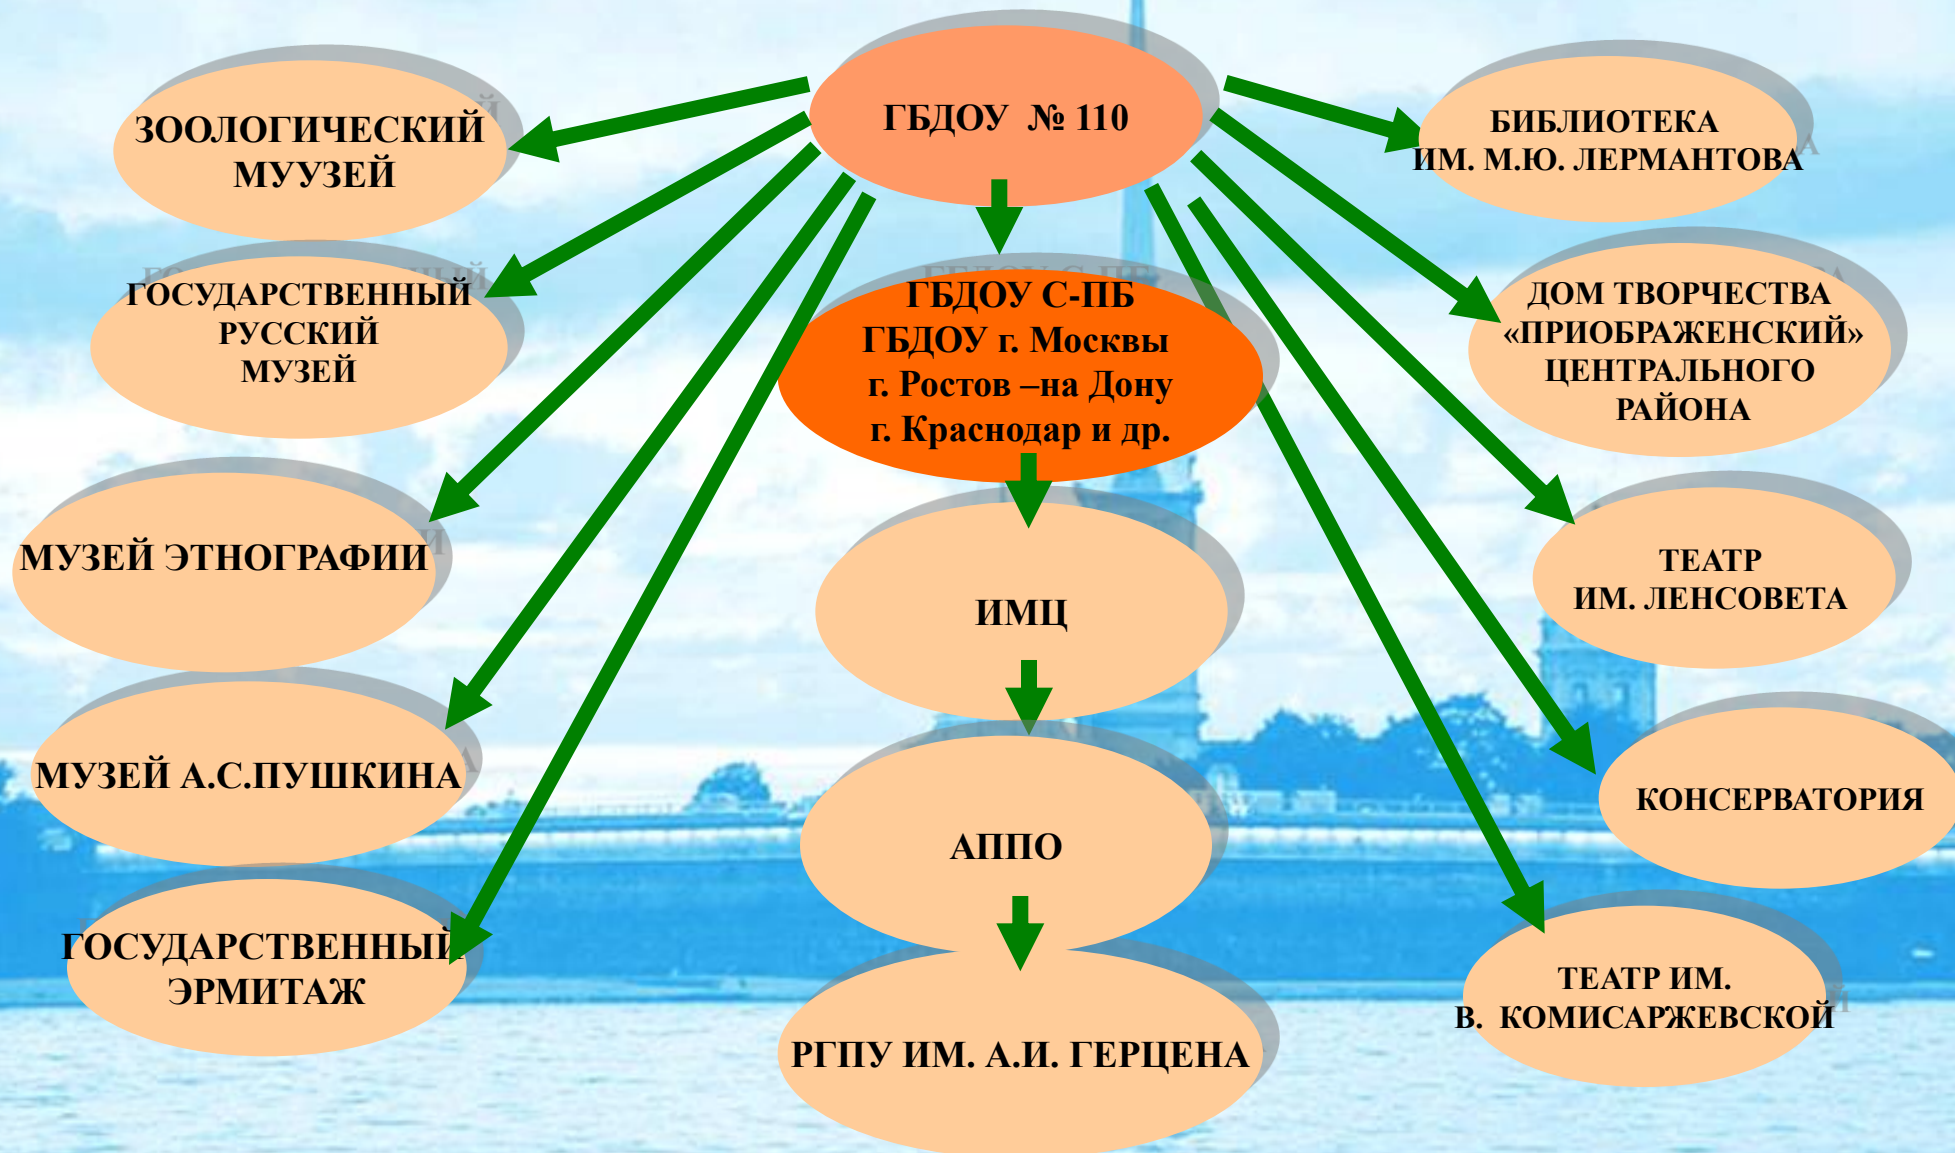 ГБДОУ № 110
ЗООЛОГИЧЕСКИЙ
МУУЗЕЙ
ГОСУДАРСТВЕННЫЙ
РУССКИЙ
МУЗЕЙ
МУЗЕЙ ЭТНОГРАФИИ
МУЗЕЙ А.С.ПУШКИНА
ГОСУДАРСТВЕННЫЙ
ЭРМИТАЖ
ГБДОУ С-ПБ
ГБДОУ г. Москвы
г. Ростов –на Дону
г. Краснодар и др.
ИМЦ
АППО
РГПУ ИМ. А.И. ГЕРЦЕНА
БИБЛИОТЕКА
ИМ. М.Ю. ЛЕРМАНТОВА
ДОМ ТВОРЧЕСТВА
«ПРИОБРАЖЕНСКИЙ»
ЦЕНТРАЛЬНОГО
РАЙОНА
ТЕАТР
ИМ. ЛЕНСОВЕТА
КОНСЕРВАТОРИЯ
ТЕАТР ИМ.
В. КОМИСАРЖЕВСКОЙ